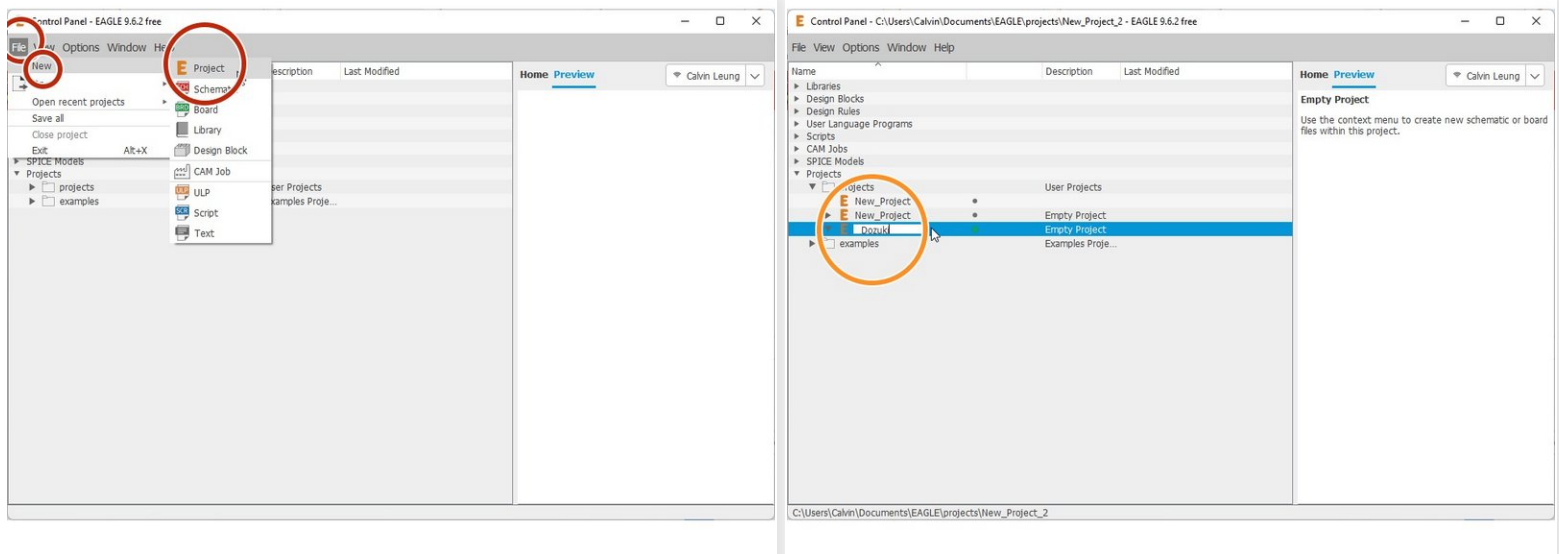 Control Panel - EAGLE 9.6.2 free
File View Options Window Help
New
Open recent projects
Save all
Close project
Exit Alt+X
Project
Schematic
Board
Library
Design Block
CAM Job
ULP
Script
Text
Description Last Modified
SPICE Models
Projects
projects ser Projects
examples xamples Proje...
Home Preview
Calvin Leung
Control Panel - C:\Users\Calvin\Documents\EAGLE\projects\New_Project_2 - EAGLE 9.6.2 free
File View Options Window Help
Name Description Last Modified
Libraries
Design Blocks
Design Rules
User Language Programs
Scripts
CAM Jobs
SPICE Models
Projects
projects User Projects
New_Project
New_Project Empty Project
Dozuki Empty Project
examples Examples Proje...
Home Preview
Calvin Leung
Empty Project
Use the context menu to create new schematic or board
files within this project.
C:\Users\Calvin\Documents\EAGLE\projects\New_Project_2